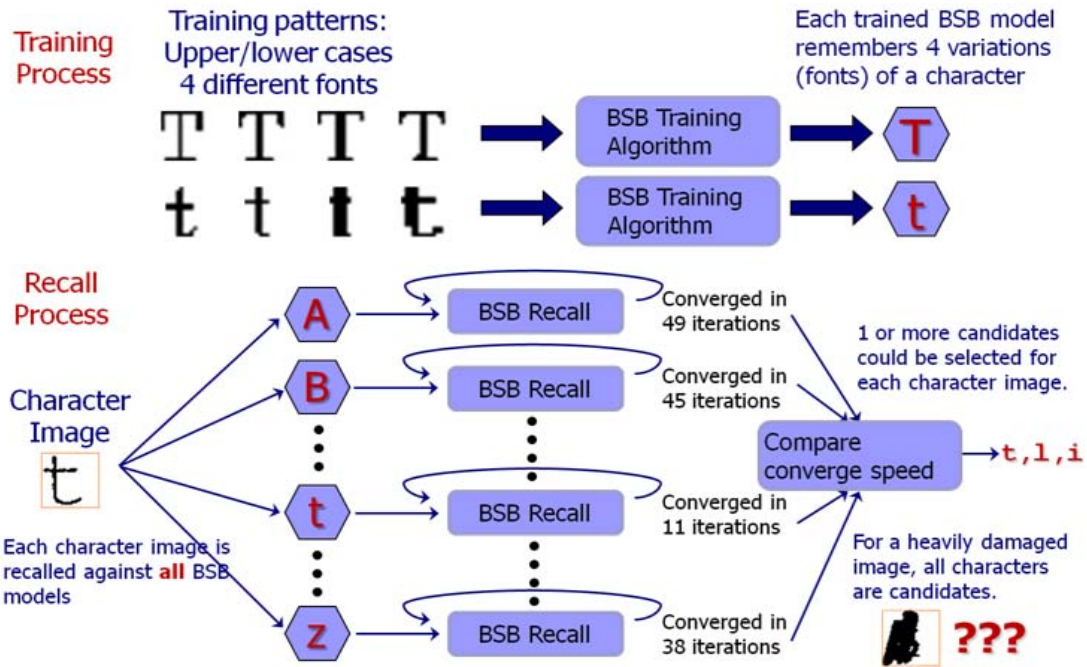 Training
Process
Training patterns:
Upper/lower cases
4 different fonts
Each trained BSB model
remembers 4 variations
(fonts) of a character
T T T T
BSB Training
Algorithm
T
t t t t
BSB Training
Algorithm
t
Recall
Process
A
BSB Recall
Converged in
49 iterations
B
BSB Recall
Converged in
45 iterations
1 or more candidates
could be selected for
each character image.
Character
Image
t
Compare
converge speed
t,l,i
t
BSB Recall
Converged in
11 iterations
Each character image is
recalled against all BSB
models
For a heavily damaged
image, all characters
are candidates.
z
BSB Recall
Converged in
38 iterations
???